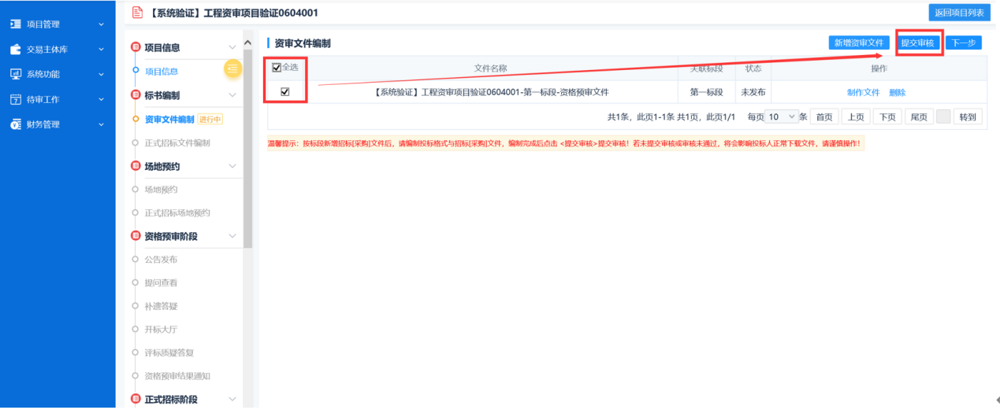 项目管理
交易主体库
系统功能
待审工作
财务管理
【系统验证】工程资审项目验证0604001
返回项目列表
项目信息
项目信息
标书编制
资审文件编制 进行中
正式招标文件编制
场地预约
场地预约
正式招标场地预约
资格预审阶段
公告发布
提问查看
补遗答疑
开标大厅
评标质疑答复
资格预审结果通知
正式招标阶段
资审文件编制
新增资审文件 提交审核 下一步
全选 文件名称 关联标段 状态 操作
【系统验证】工程资审项目验证0604001-第一标段-资格预审文件 第一标段 未发布 制作文件 删除
共1条，此页1-1条 共1页，此页1/1 每页 10 条 首页 上页 下页 尾页 转到
温馨提示：按标段新增招标[采购]文件后，请编制投标格式与招标[采购]文件，编制完成后点击 <提交审核>提交审核！若未提交审核或审核未通过，将会影响投标人正常下载文件，请谨慎操作！